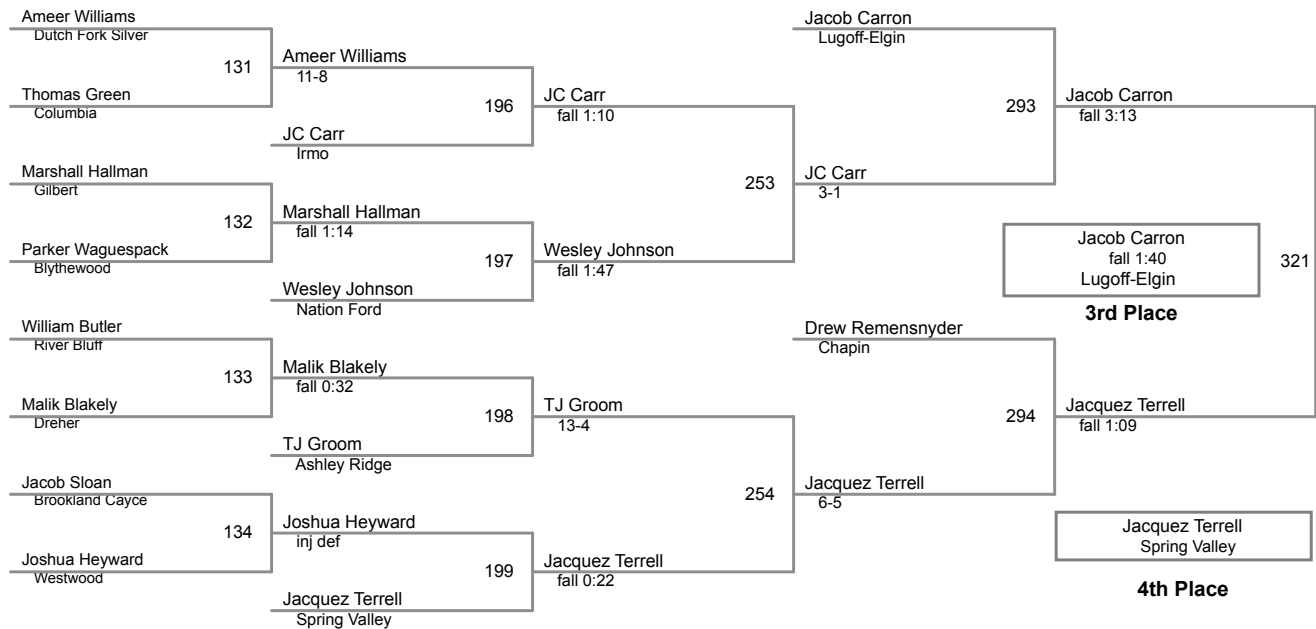 Ameer Williams
Dutch Fork Silver
131
Thomas Green
Columbia
Marshall Hallman
Gilbert
132
Parker Waguespack
Blythewood
William Butler
River Bluff
133
Malik Blakely
Dreher
Jacob Sloan
Brookland Cayce
134
Joshua Heyward
Westwood
Ameer Williams
11-8
196
JC Carr
Irmo
Marshall Hallman
fall 1:14
197
Wesley Johnson
Nation Ford
Malik Blakely
fall 0:32
198
TJ Groom
Ashley Ridge
Joshua Heyward
inj def
199
Jacquez Terrell
Spring Valley
JC Carr
fall 1:10
253
Wesley Johnson
fall 1:47
TJ Groom
13-4
254
Jacquez Terrell
fall 0:22
Jacob Carron
Lugoff-Elgin
293
JC Carr
3-1
Drew Remensnyder
Chapin
294
Jacquez Terrell
6-5
Jacob Carron
fall 3:13
321
Jacquez Terrell
fall 1:09
Jacob Carron
fall 1:40
Lugoff-Elgin
3rd Place
Jacquez Terrell
Spring Valley
4th Place